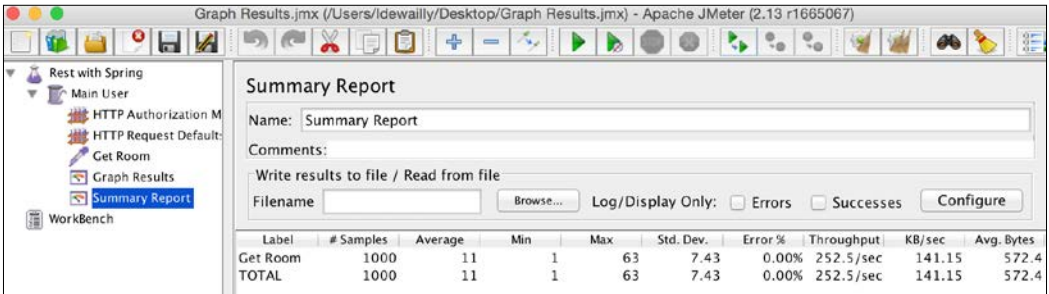 Graph Results.jmx (/Users/ldewailly/Desktop/Graph Results.jmx) - Apache JMeter (2.13 r1665067)
Rest with Spring
Main User
HTTP Authorization M
HTTP Request Default
Get Room
Graph Results
Summary Report
WorkBench
Summary Report
Name: Summary Report
Comments:
Write results to file / Read from file
Filename Browse... Log/Display Only: Errors Successes Configure
Label # Samples Average Min Max Std. Dev. Error % Throughput KB/sec Avg. Bytes
Get Room 1000 11 1 63 7.43 0.00% 252.5/sec 141.15 572.4
TOTAL 1000 11 1 63 7.43 0.00% 252.5/sec 141.15 572.4